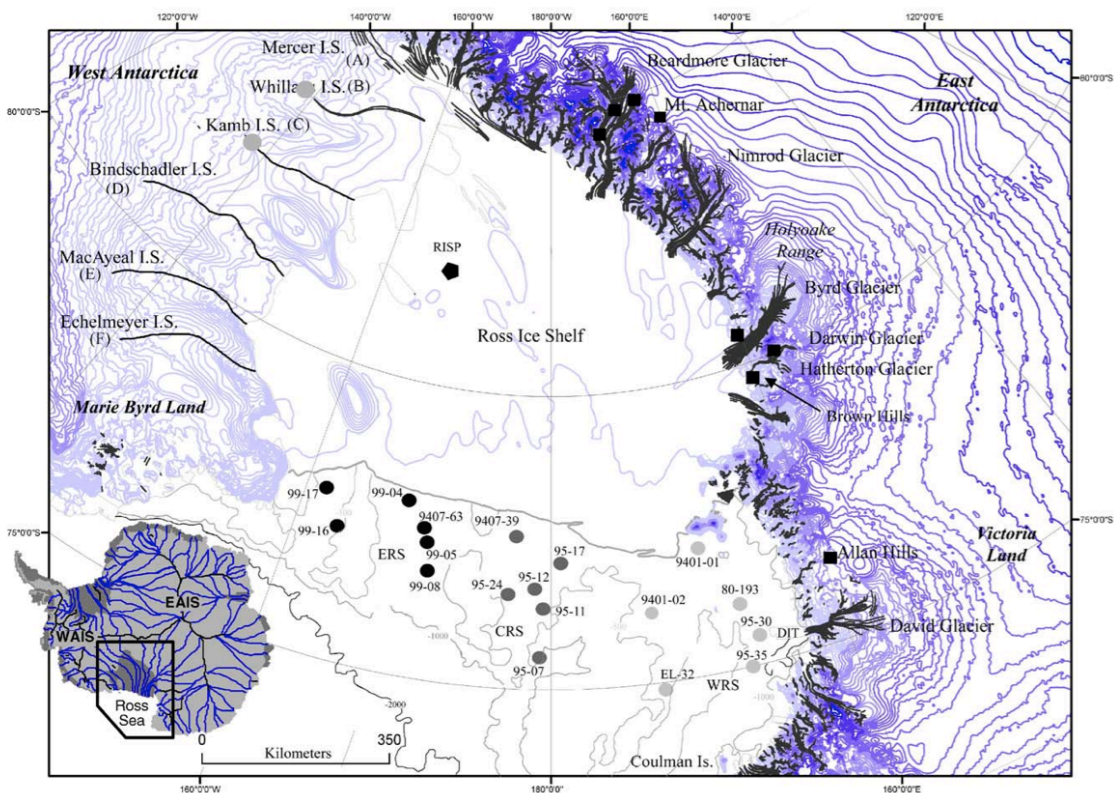 120°0'0"W
140°0'0"W
160°0'0"W
180°0'0"
160°0'0"E
140°0'0"E
120°0'0"E
Mercer I.S.
(A)
Beardmore Glacier
West Antarctica
East
Antarctica
80°0'0"S
80°0'0"S
Whillans I.S. (B)
Mt. Achernar
Kamb I.S. (C)
Nimrod Glacier
Bindschadler I.S.
(D)
Holyoake
Range
RISP
MacAyeal I.S.
(E)
Byrd Glacier
Echelmeyer I.S.
(F)
Ross Ice Shelf
Darwin Glacier
Hatherton Glacier
Marie Byrd Land
Brown Hills
99-17
99-04
-500
9407-63
9407-39
99-16
75°0'0"S
75°0'0"S
Victoria
Land
ERS
99-05
95-17
9401-01
Allan Hills
99-08
95-24
95-12
80-193
EAIS
95-11
9401-02
95-30
-500
CRS
-1000
DIT
David Glacier
WAIS
95-07
95-35
EL-32
WRS
-1000
Ross
Sea
-2000
0
350
Kilometers
Coulman Is.
160°0'0"W
180°0'0"
160°0'0"E